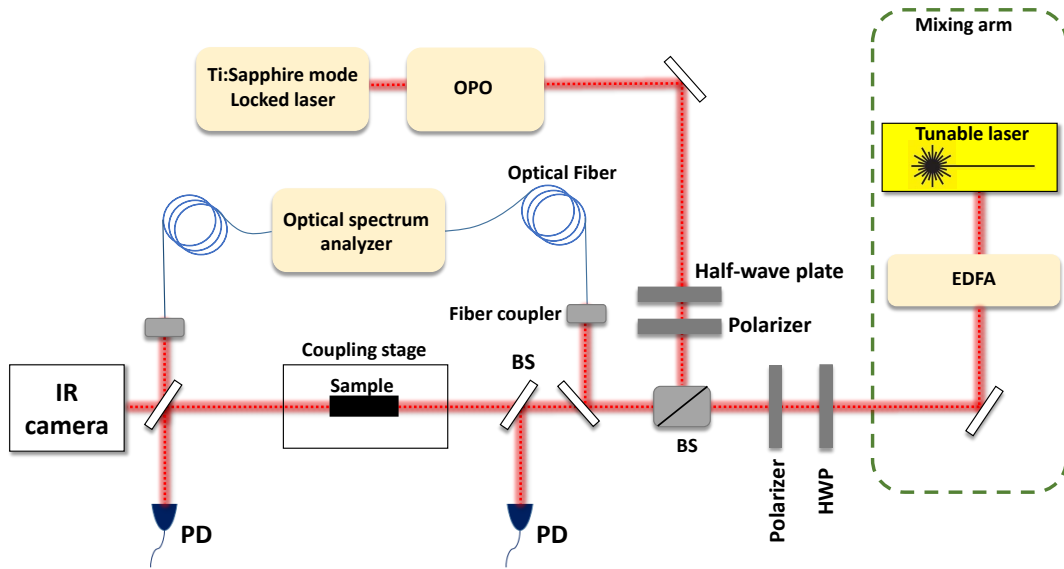 Mixing arm
Ti:Sapphire mode
Locked laser
OPO
Tunable laser
Optical Fiber
Optical spectrum
analyzer
Half-wave plate
EDFA
Fiber coupler
Polarizer
Coupling stage
BS
Sample
IR
camera
BS
Polarizer
HWP
PD
PD